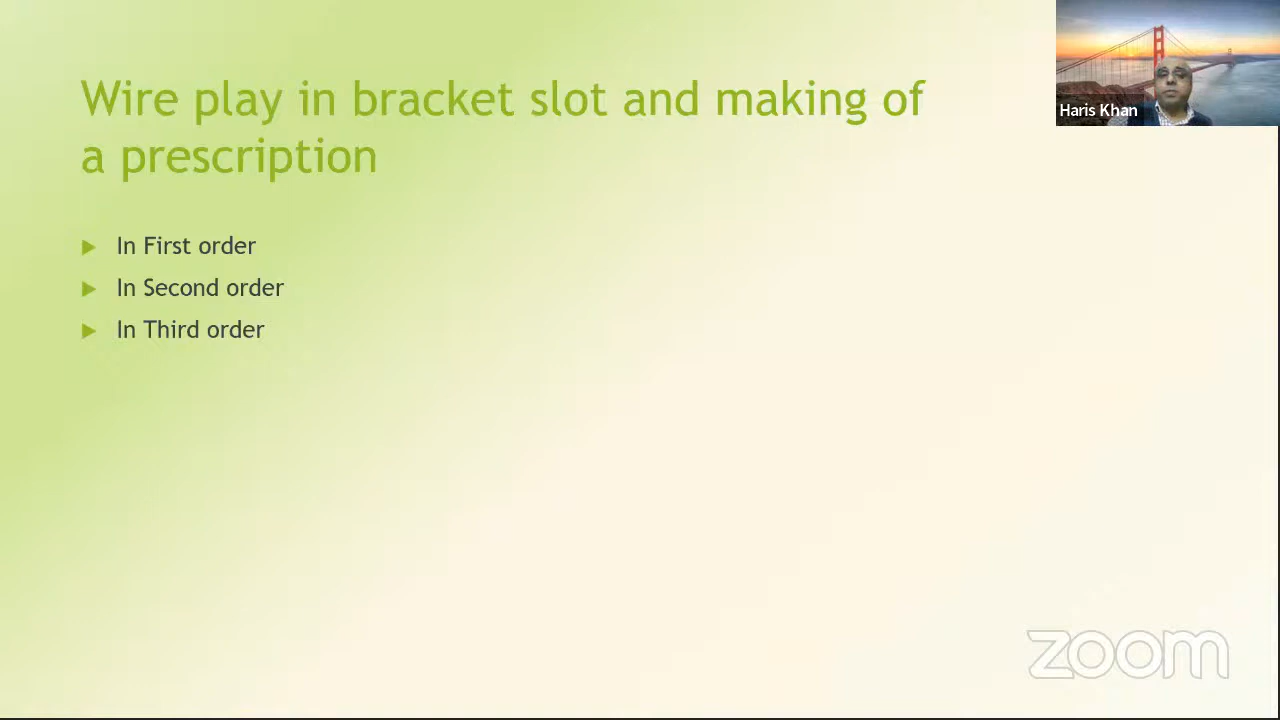 Wire play in bracket slot and making of
a prescription
In First order
In Second order
In Third order
Haris Khan
zoom